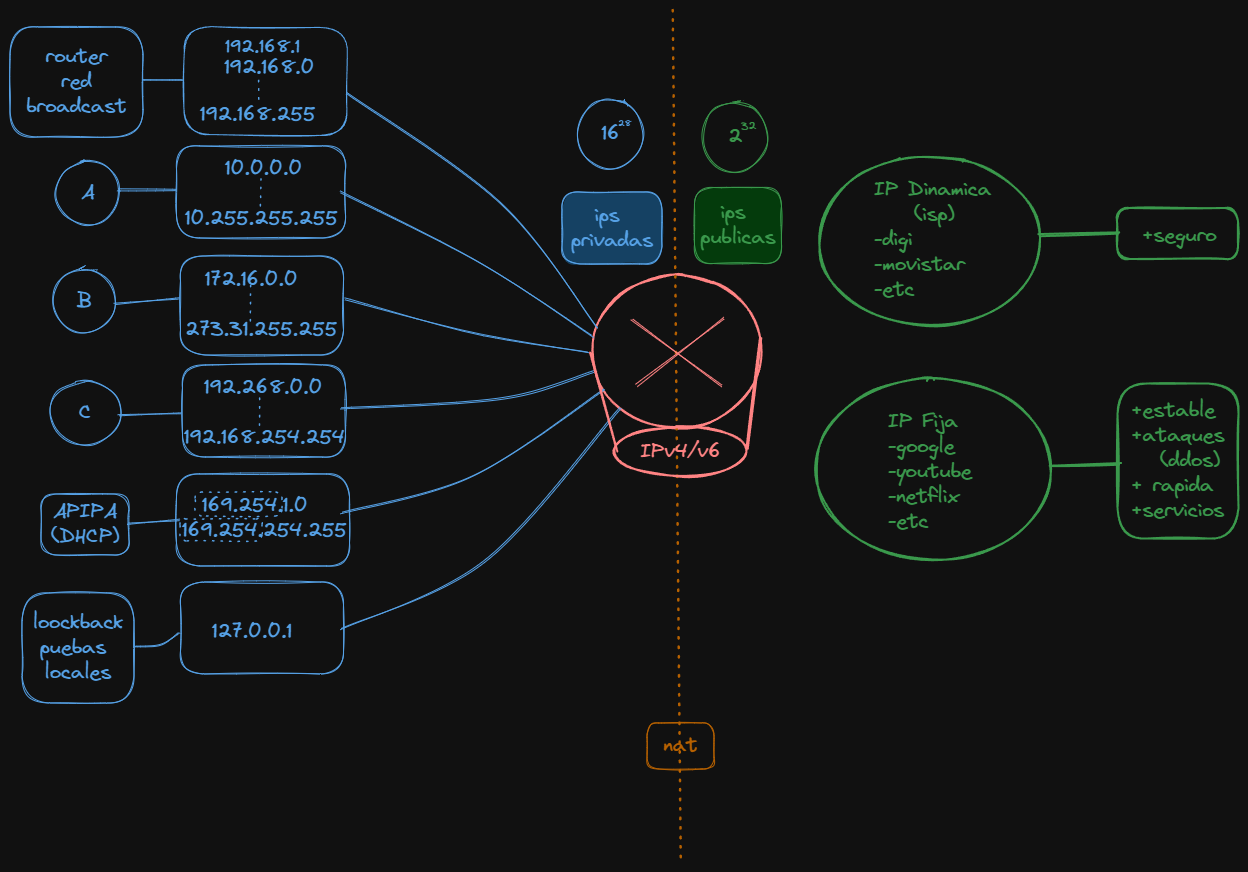 router
red
broadcast
192.168.1
192.168.0
192.168.255
A
10.0.0.0
10.255.255.255
B
172.16.0.0
273.31.255.255
C
192.268.0.0
192.168.254.254
APIPA
(DHCP)
169.254.1.0
169.254.254.255
loockback
puebas
locales
127.0.0.1
16²⁸
2³²
ips
privadas
ips
publicas
IPv4/v6
nat
IP Dinamica
(isp)
-digi
-movistar
-etc
+seguro
IP Fija
-google
-youtube
-netflix
-etc
+estable
+ataques
(ddos)
+ rapida
+servicios